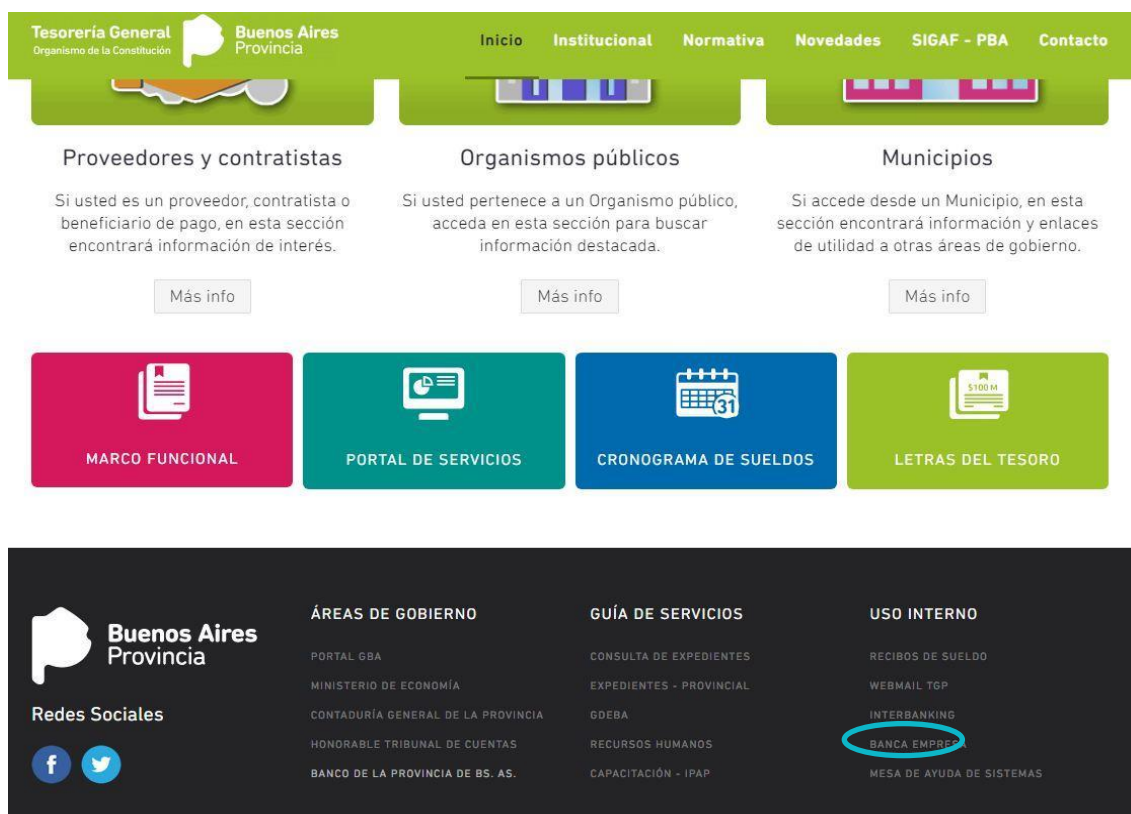 Tesorería General
Organismo de la Constitución
Buenos Aires
Provincia
Inicio Institucional Normativa Novedades SIGAF - PBA Contacto
Proveedores y contratistas
Si usted es un proveedor, contratista o
beneficiario de pago, en esta sección
encontrará información de interés.
Más info
Organismos públicos
Si usted pertenece a un Organismo público,
acceda en esta sección para buscar
información destacada.
Más info
Municipios
Si accede desde un Municipio, en esta
sección encontrará información y enlaces
de utilidad a otras áreas de gobierno.
Más info
MARCO FUNCIONAL
PORTAL DE SERVICIOS
31
CRONOGRAMA DE SUELDOS
$100 M
LETRAS DEL TESORO
Buenos Aires
Provincia
Redes Sociales
ÁREAS DE GOBIERNO
PORTAL GBA
MINISTERIO DE ECONOMÍA
CONTADURÍA GENERAL DE LA PROVINCIA
HONORABLE TRIBUNAL DE CUENTAS
BANCO DE LA PROVINCIA DE BS. AS.
GUÍA DE SERVICIOS
CONSULTA DE EXPEDIENTES
EXPEDIENTES - PROVINCIAL
GDEBA
RECURSOS HUMANOS
CAPACITACIÓN - IPAP
USO INTERNO
RECIBOS DE SUELDO
WEBMAIL TGP
INTERBANKING
BANCA EMPRESA
MESA DE AYUDA DE SISTEMAS